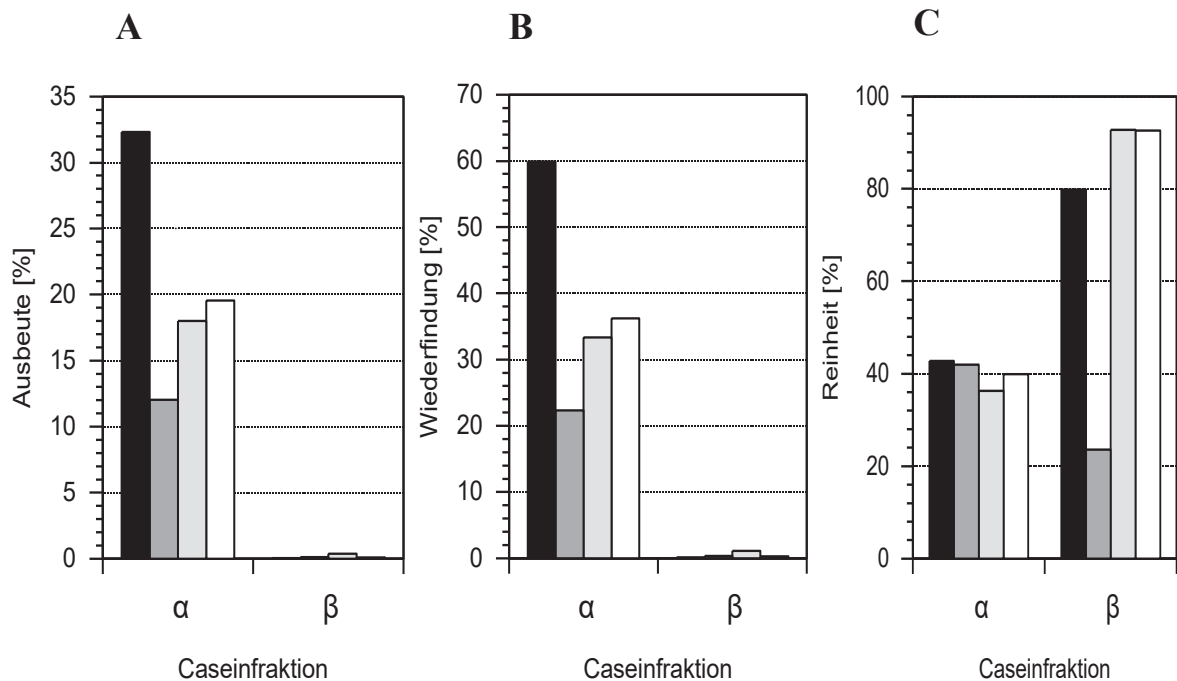 A
Ausbeute [%]
35
30
25
20
15
10
5
0
α
β
Caseinfraktion
B
Wiederfindung [%]
70
60
50
40
30
20
10
0
α
β
Caseinfraktion
C
Reinheit [%]
100
80
60
40
20
0
α
β
Caseinfraktion